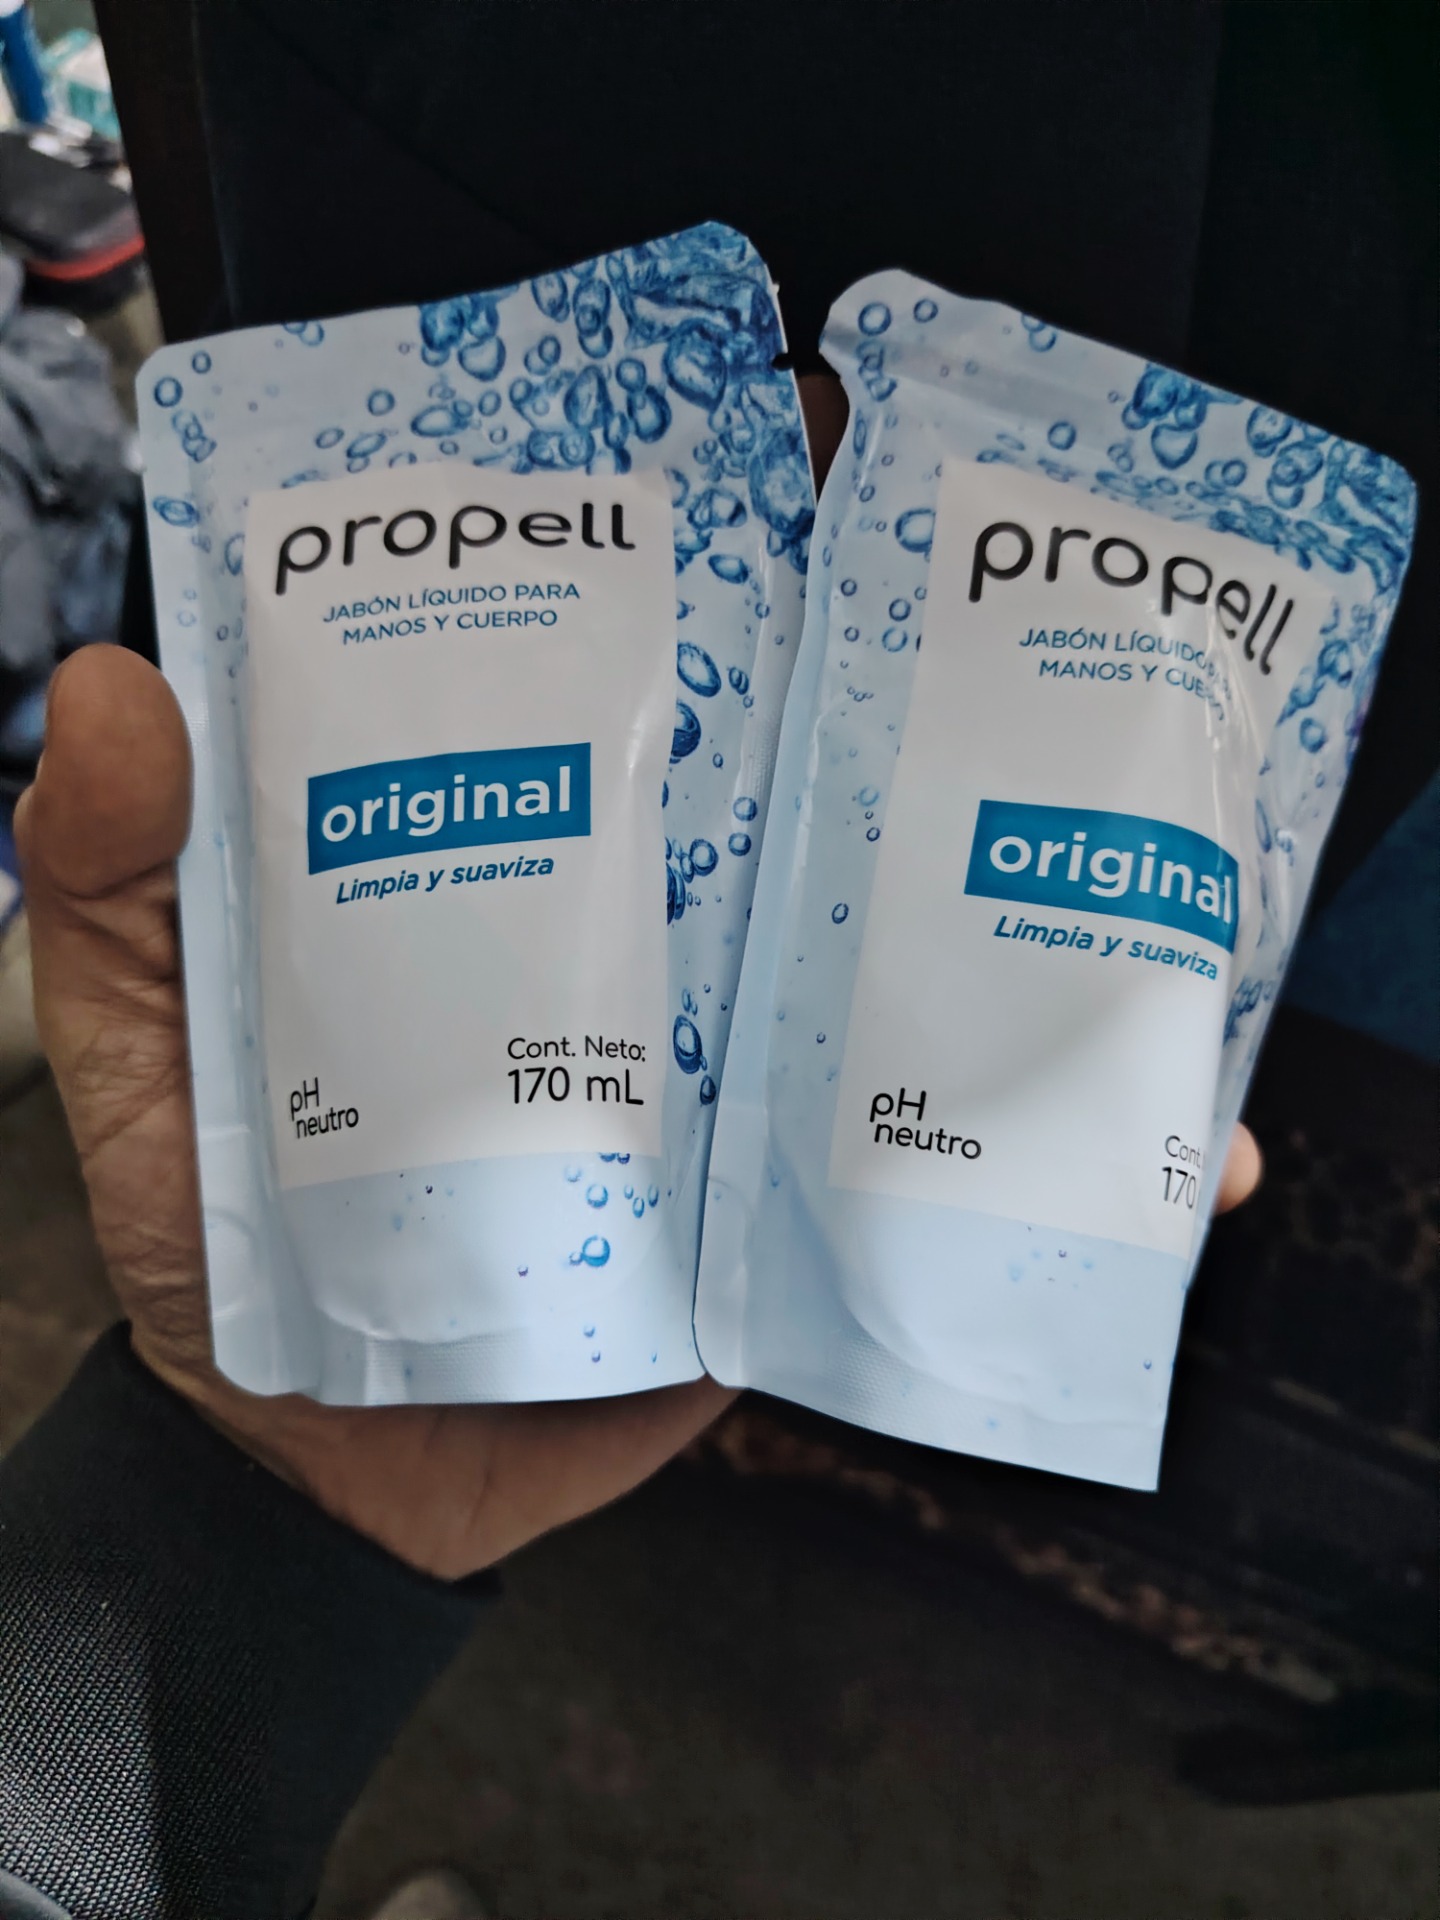 propell
JABÓN LÍQUIDO PARA
MANOS Y CUERPO
original
Limpia y suaviza
Cont. Neto:
170 mL
pH
neutro
propell
JABÓN LÍQUIDO
MANOS Y CUERPO
original
Limpia y suaviza
pH
neutro
Cont.
170